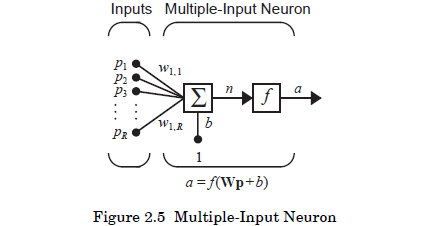 Inputs Multiple-Input Neuron
p1
p2
p3
pR
w1,1
w1,R
Σ
n
f
a
b
1
a = f(Wp+b)
Figure 2.5 Multiple-Input Neuron